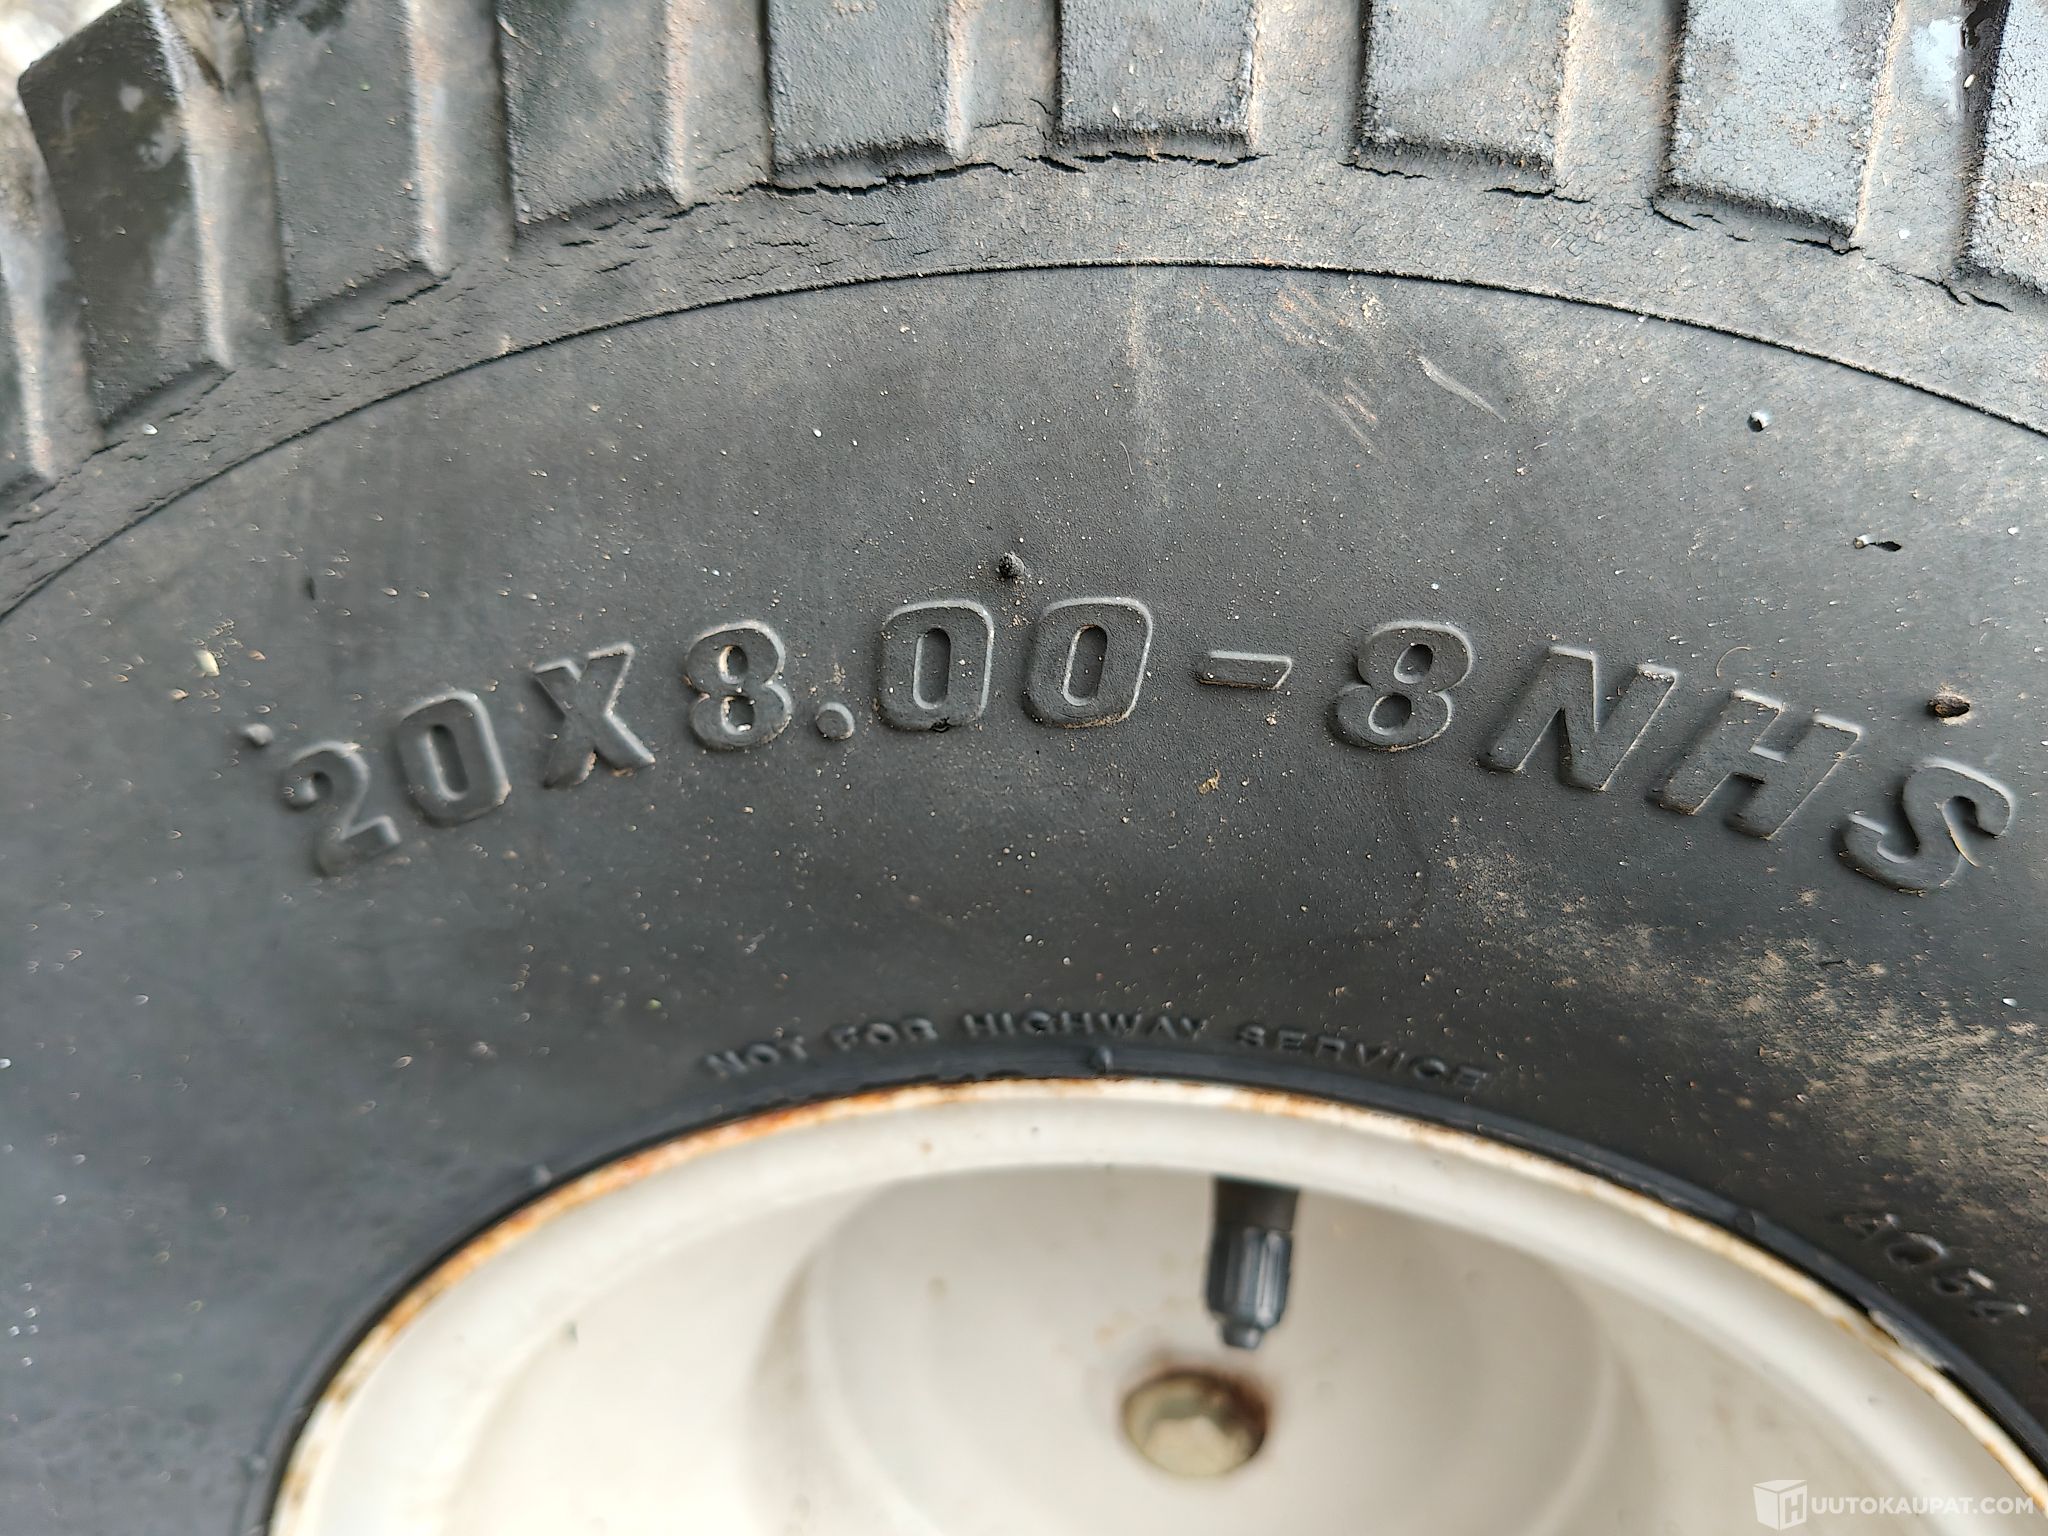 20X8.00-8NHS
NOT FOR HIGHWAY SERVICE
HUUTOKAUPAT.COM